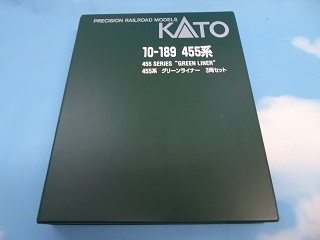 PRECISION RAILROAD MODELS
KATO
10-189 455系
455 SERIES "GREEN LINER"
455系 グリーンライナー 3両セット